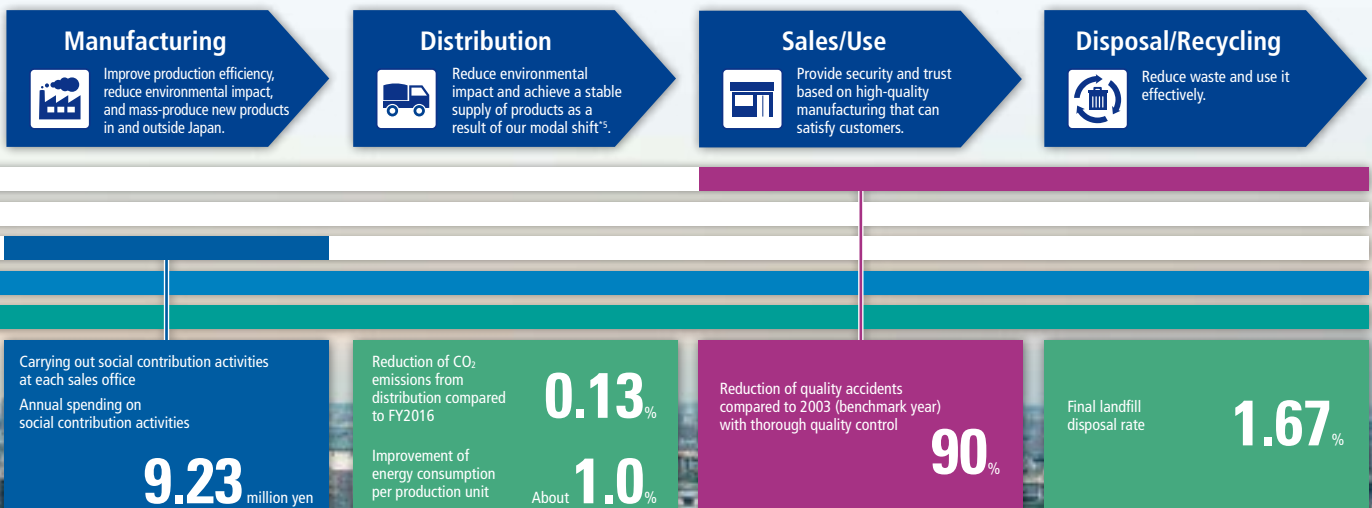 Manufacturing
Improve production efficiency,
reduce environmental impact,
and mass-produce new products
in and outside Japan.
Distribution
Reduce environmental
impact and achieve a stable
supply of products as a
result of our modal shift*5.
Sales/Use
Provide security and trust
based on high-quality
manufacturing that can
satisfy customers.
Disposal/Recycling
Reduce waste and use it
effectively.
Carrying out social contribution activities
at each sales office
Annual spending on
social contribution activities
9.23 million yen
Reduction of CO₂
emissions from
distribution compared
to FY2016
0.13%
Improvement of
energy consumption
per production unit
About 1.0%
Reduction of quality accidents
compared to 2003 (benchmark year)
with thorough quality control
90%
Final landfill
disposal rate
1.67%